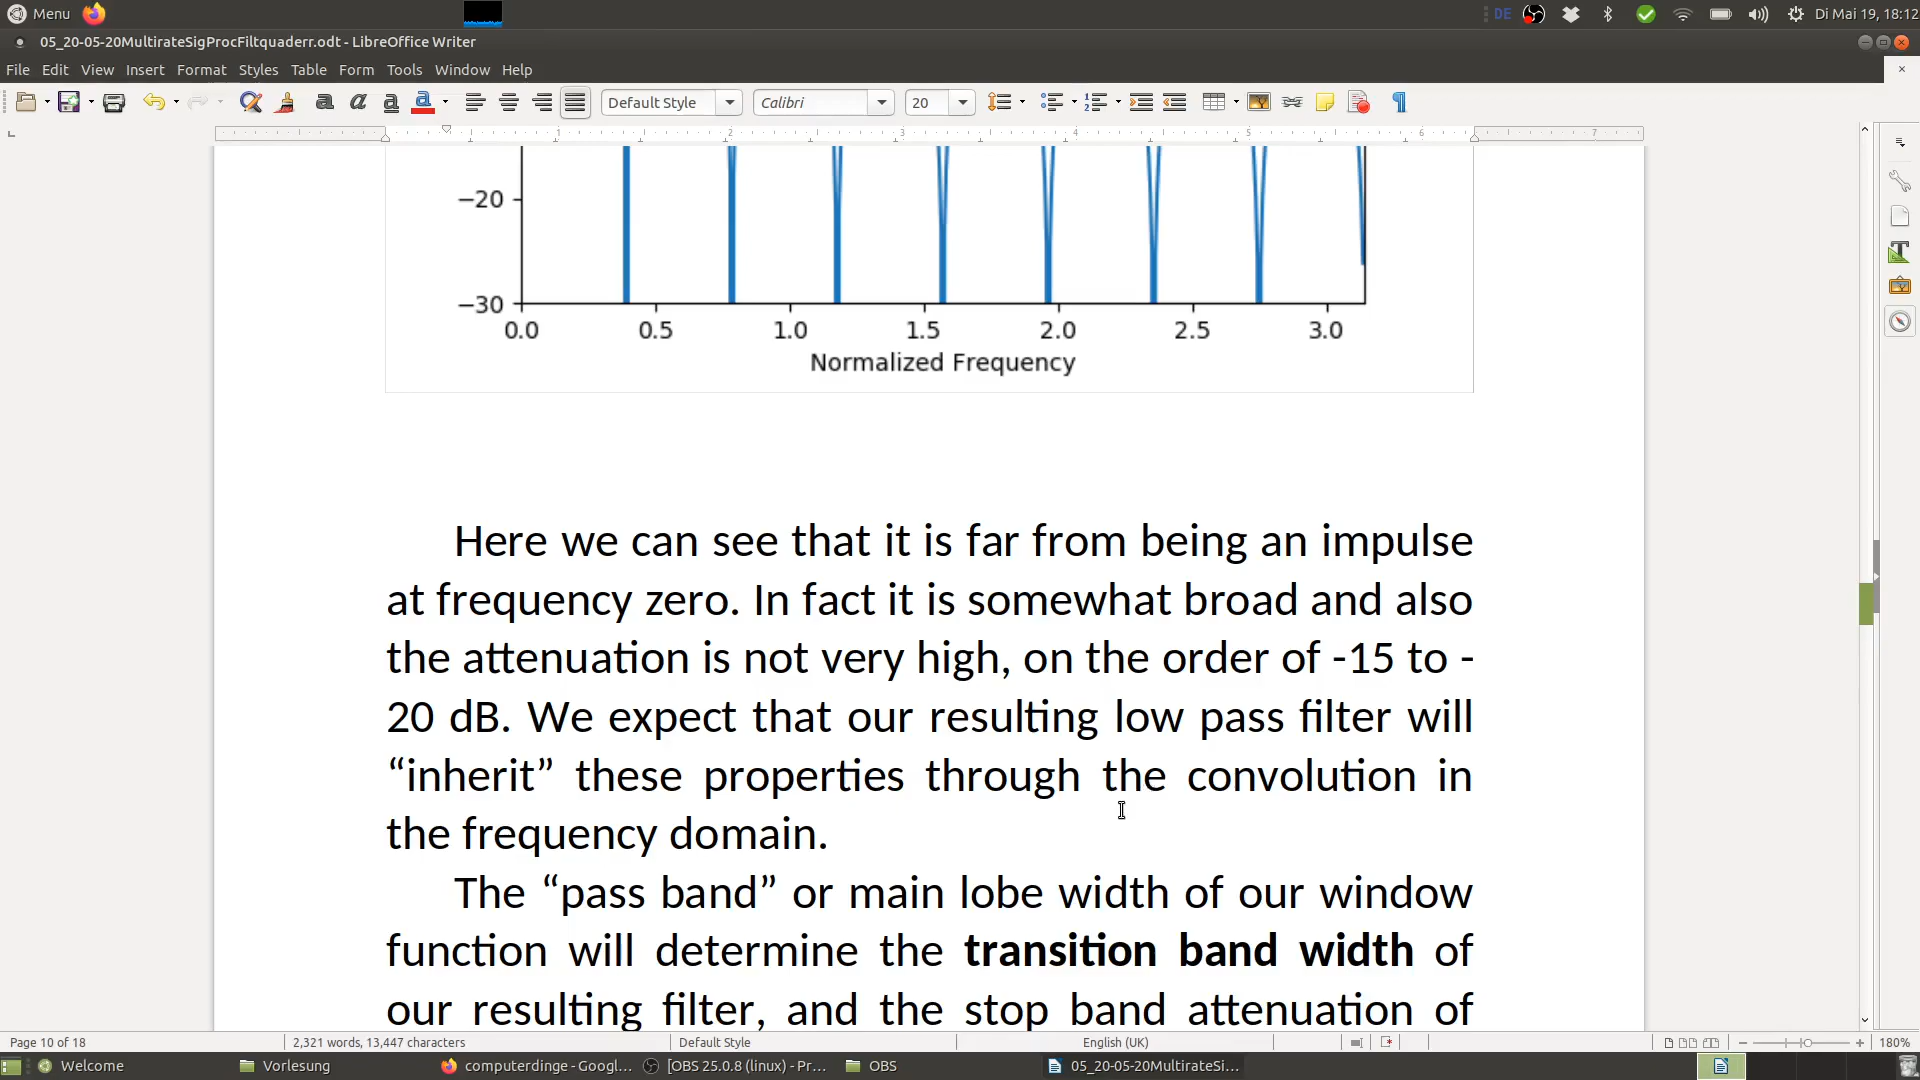 Menu
DE
Di Mai 19, 18:12
05_20-05-20MultirateSigProcFiltquaderr.odt - LibreOffice Writer
File Edit View Insert Format Styles Table Form Tools Window Help
Default Style
Calibri
20
1 2 3 4 5 6 7
−20
−30
0.0 0.5 1.0 1.5 2.0 2.5 3.0
Normalized Frequency
Here we can see that it is far from being an impulse
at frequency zero. In fact it is somewhat broad and also
the attenuation is not very high, on the order of -15 to -
20 dB. We expect that our resulting low pass filter will
“inherit” these properties through the convolution in
the frequency domain.
The “pass band” or main lobe width of our window
function will determine the transition band width of
our resulting filter, and the stop band attenuation of
Page 10 of 18
2,321 words, 13,447 characters
Default Style
English (UK)
180%
Welcome
Vorlesung
computerdinge - Googl...
[OBS 25.0.8 (linux) - Pr...
OBS
05_20-05-20MultirateSi...